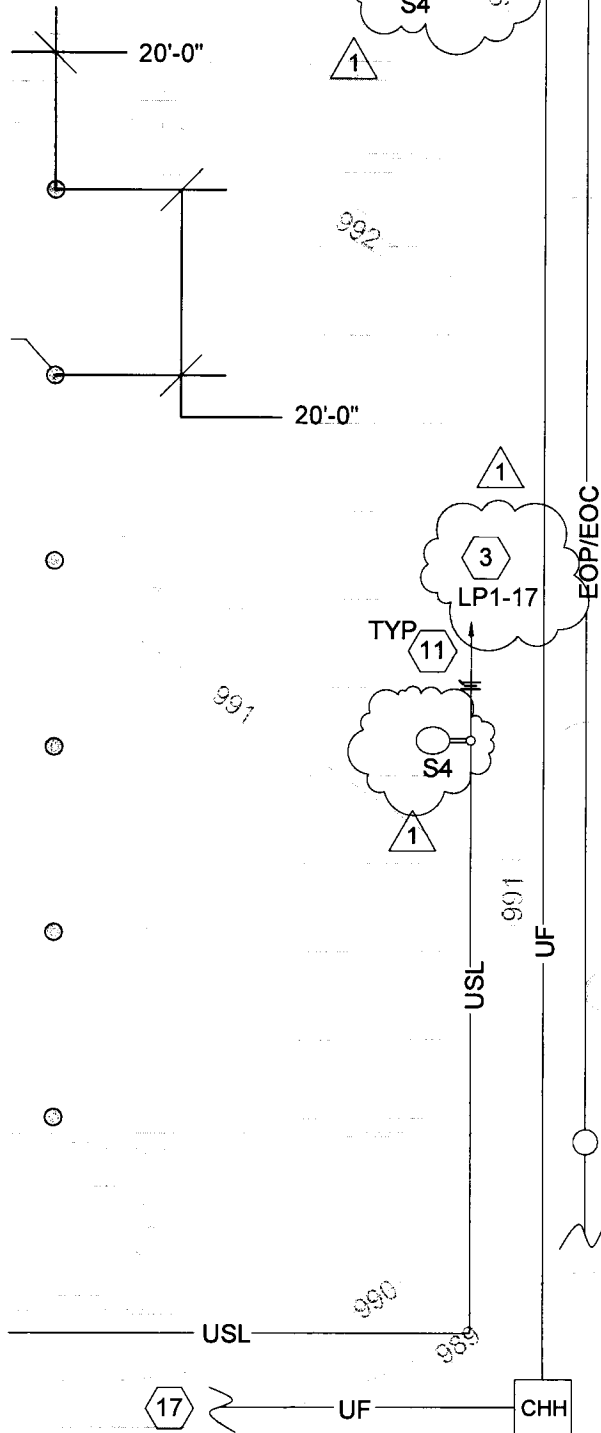 S4
20'-0"
1
992
20'-0"
1
EOP/EOC
3
LP1-17
TYP
11
991
S4
1
991
UF
USL
990
989
USL
17
UF
CHH